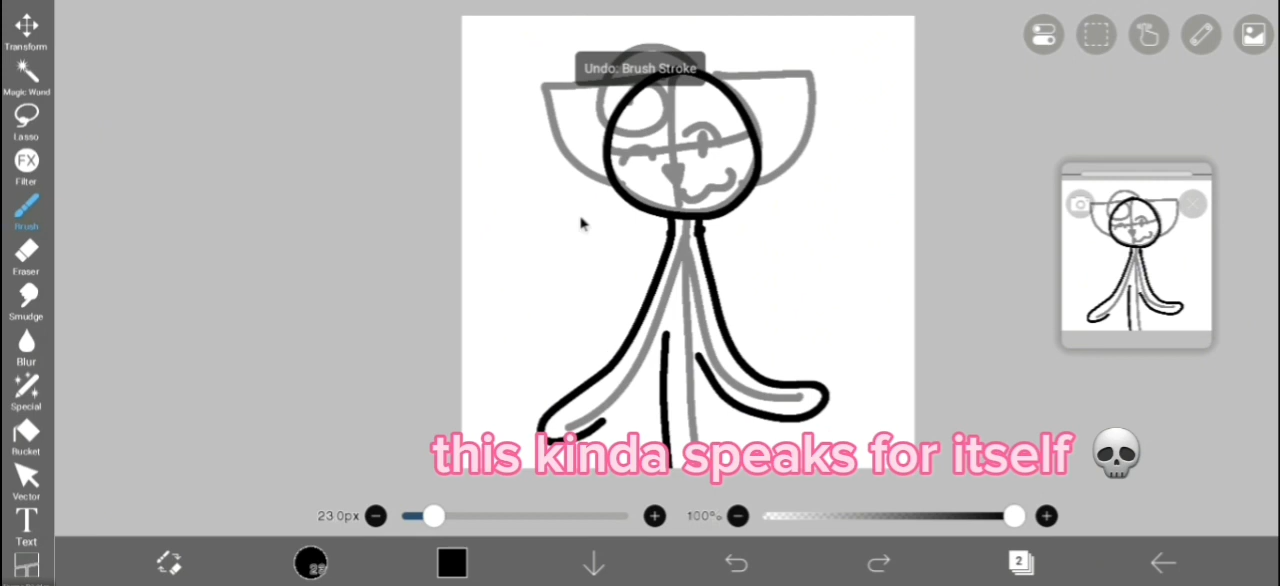 Transform
Magic Wand
Lasso
FX
Filter
Brush
Eraser
Smudge
Blur
Special
Bucket
Vector
T
Text
Undo: Brush Stroke
this kinda speaks for itself 💀
23.0px
100%
2